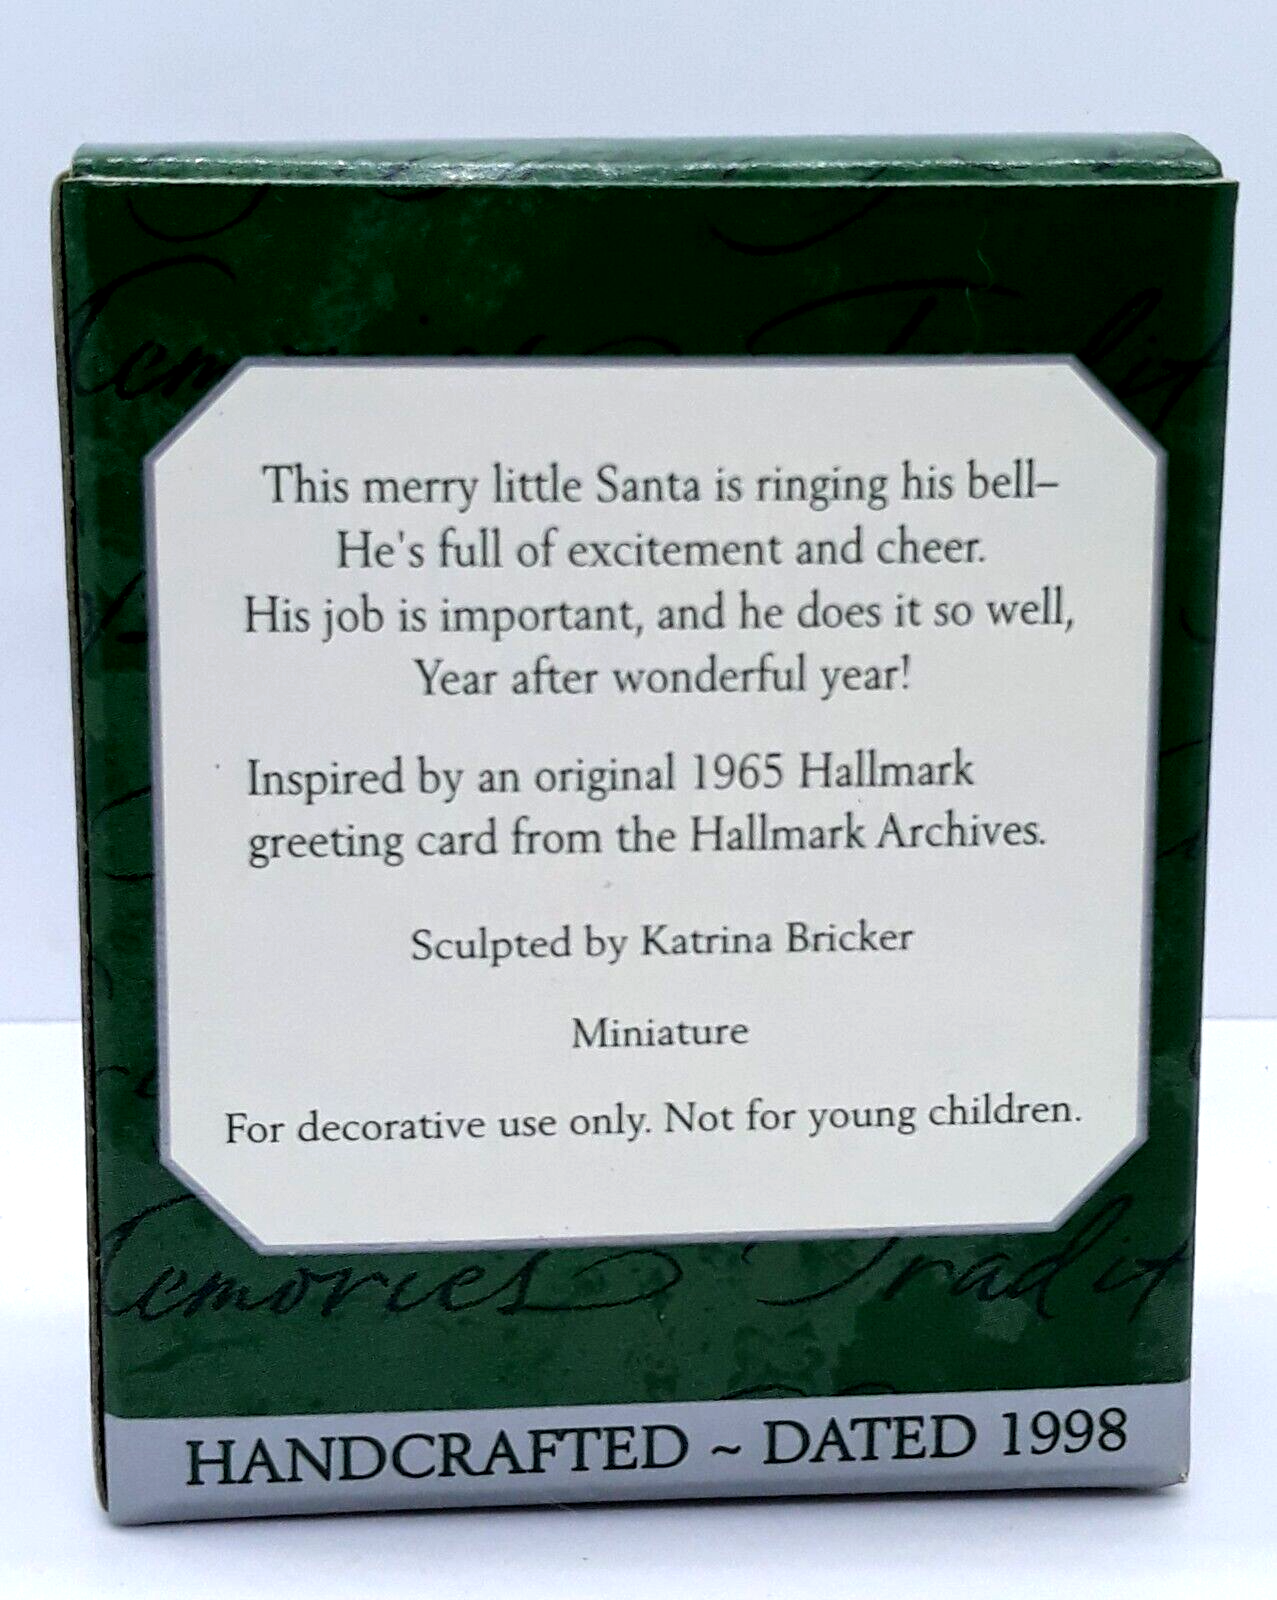 This merry little Santa is ringing his bell–
He's full of excitement and cheer.
His job is important, and he does it so well,
Year after wonderful year!
Inspired by an original 1965 Hallmark
greeting card from the Hallmark Archives.
Sculpted by Katrina Bricker
Miniature
For decorative use only. Not for young children.
emories Tradit
HANDCRAFTED ~ DATED 1998